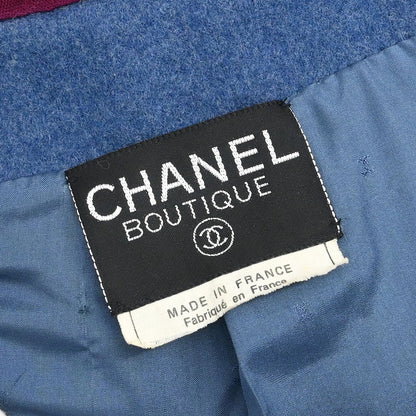 CHANEL
BOUTIQUE
MADE IN FRANCE
Fabriqué en France